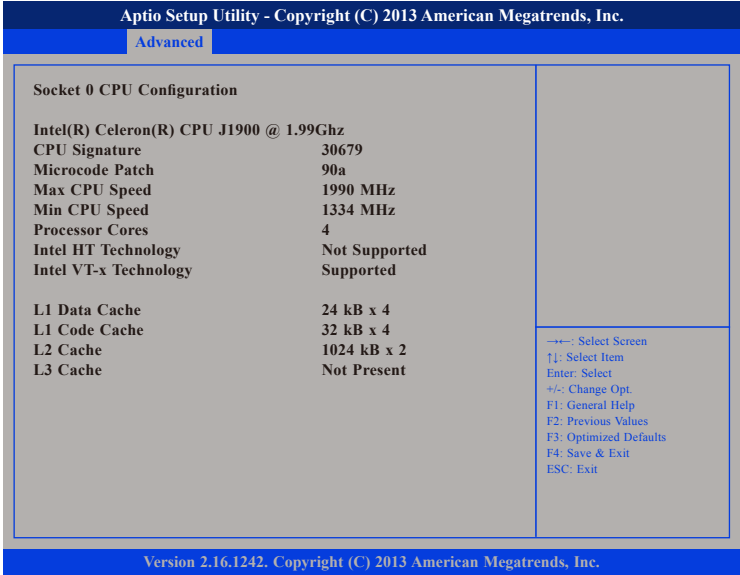 Aptio Setup Utility - Copyright (C) 2013 American Megatrends, Inc.
Advanced
Socket 0 CPU Configuration
Intel(R) Celeron(R) CPU J1900 @ 1.99Ghz
CPU Signature 30679
Microcode Patch 90a
Max CPU Speed 1990 MHz
Min CPU Speed 1334 MHz
Processor Cores 4
Intel HT Technology Not Supported
Intel VT-x Technology Supported
L1 Data Cache 24 kB x 4
L1 Code Cache 32 kB x 4
L2 Cache 1024 kB x 2
L3 Cache Not Present
→←: Select Screen
↑↓: Select Item
Enter: Select
+/-: Change Opt.
F1: General Help
F2: Previous Values
F3: Optimized Defaults
F4: Save & Exit
ESC: Exit
Version 2.16.1242. Copyright (C) 2013 American Megatrends, Inc.